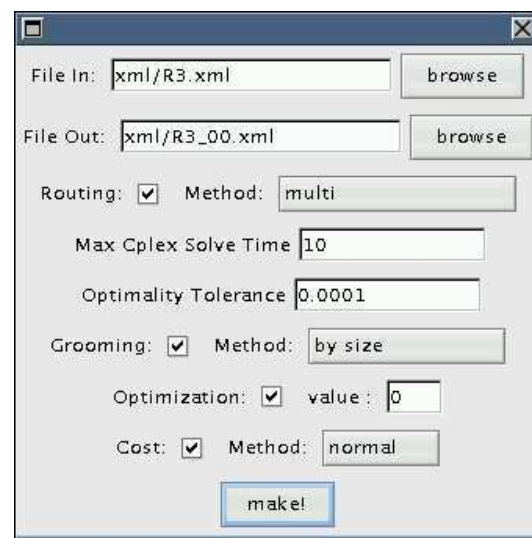 File In: xml/R3.xml browse
File Out: xml/R3_00.xml browse
Routing: Method: multi
Max Cplex Solve Time 10
Optimality Tolerance 0.0001
Grooming: Method: by size
Optimization: value : 0
Cost: Method: normal
make!